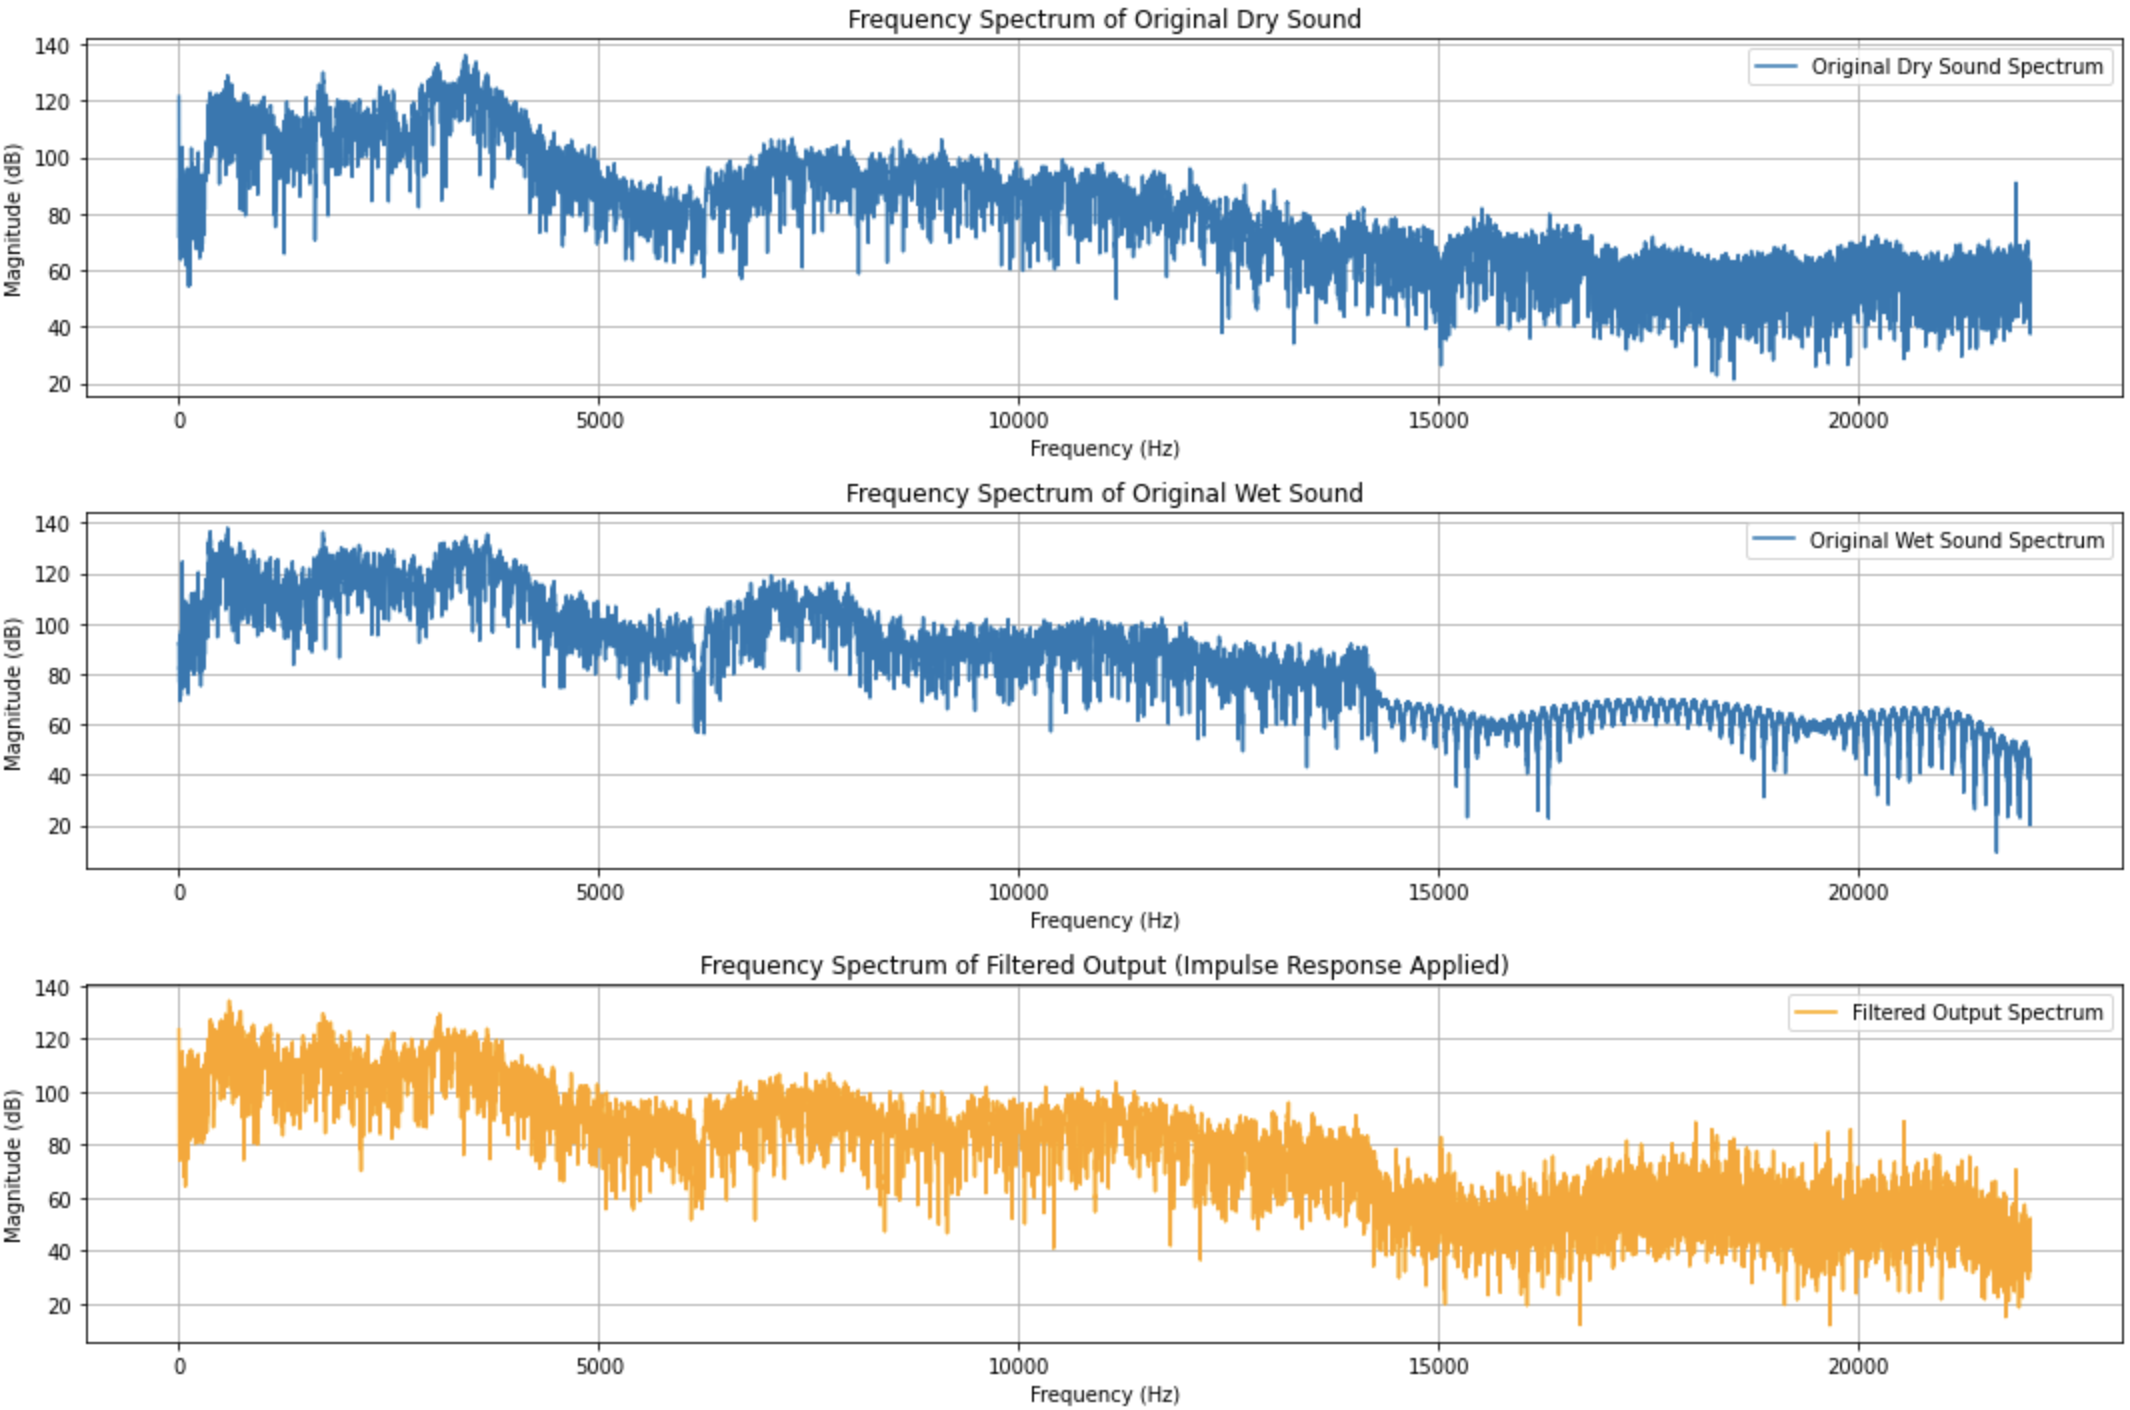 Frequency Spectrum of Original Dry Sound
Original Dry Sound Spectrum
Magnitude (dB)
140
120
100
80
60
40
20
0 5000 10000 15000 20000
Frequency (Hz)
Frequency Spectrum of Original Wet Sound
Original Wet Sound Spectrum
Magnitude (dB)
140
120
100
80
60
40
20
0 5000 10000 15000 20000
Frequency (Hz)
Frequency Spectrum of Filtered Output (Impulse Response Applied)
Filtered Output Spectrum
Magnitude (dB)
140
120
100
80
60
40
20
0 5000 10000 15000 20000
Frequency (Hz)